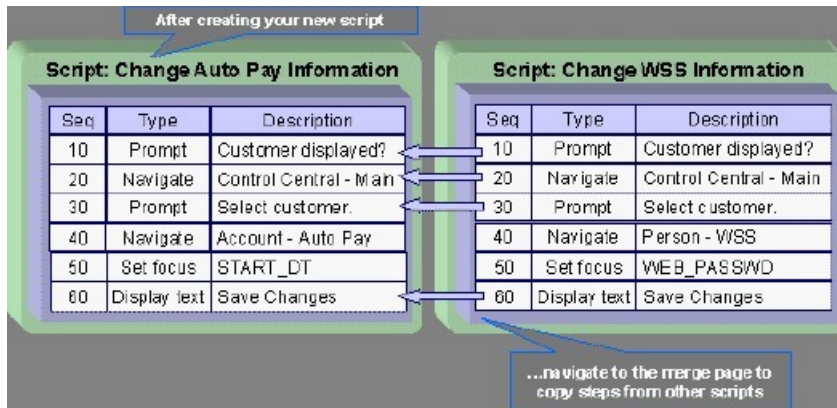 After creating your new script
Script: Change Auto Pay Information
Seq Type Description
10 Prompt Customer displayed?
20 Navigate Control Central - Main
30 Prompt Select customer.
40 Navigate Account - Auto Pay
50 Set focus START_DT
60 Display text Save Changes
Script: Change WSS Information
Seq Type Description
10 Prompt Customer displayed?
20 Navigate Control Central - Main
30 Prompt Select customer.
40 Navigate Person - WSS
50 Set focus WEB_PASSWD
60 Display text Save Changes
...navigate to the merge page to
copy steps from other scripts